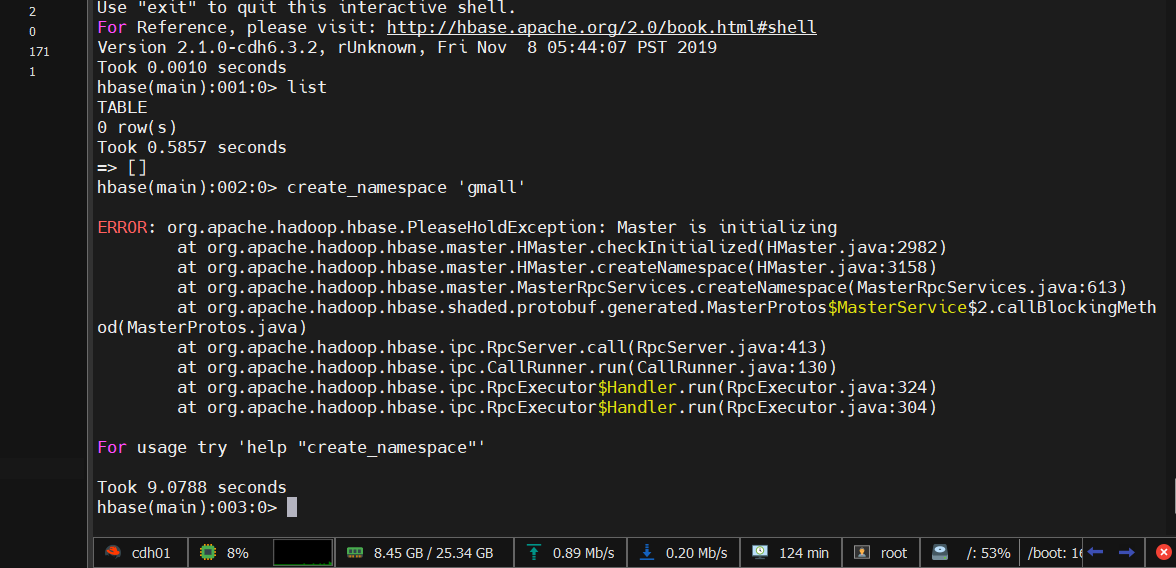 2
0
171
1
Use "exit" to quit this interactive shell.
For Reference, please visit: http://hbase.apache.org/2.0/book.html#shell
Version 2.1.0-cdh6.3.2, rUnknown, Fri Nov  8 05:44:07 PST 2019
Took 0.0010 seconds
hbase(main):001:0> list
TABLE
0 row(s)
Took 0.5857 seconds
=> []
hbase(main):002:0> create_namespace 'gmall'
ERROR: org.apache.hadoop.hbase.PleaseHoldException: Master is initializing
        at org.apache.hadoop.hbase.master.HMaster.checkInitialized(HMaster.java:2982)
        at org.apache.hadoop.hbase.master.HMaster.createNamespace(HMaster.java:3158)
        at org.apache.hadoop.hbase.master.MasterRpcServices.createNamespace(MasterRpcServices.java:613)
        at org.apache.hadoop.hbase.shaded.protobuf.generated.MasterProtos$MasterService$2.callBlockingMeth
od(MasterProtos.java)
        at org.apache.hadoop.hbase.ipc.RpcServer.call(RpcServer.java:413)
        at org.apache.hadoop.hbase.ipc.CallRunner.run(CallRunner.java:130)
        at org.apache.hadoop.hbase.ipc.RpcExecutor$Handler.run(RpcExecutor.java:324)
        at org.apache.hadoop.hbase.ipc.RpcExecutor$Handler.run(RpcExecutor.java:304)
For usage try 'help "create_namespace"'
Took 9.0788 seconds
hbase(main):003:0>
cdh01 8% 8.45 GB / 25.34 GB 0.89 Mb/s 0.20 Mb/s 124 min root /: 53% /boot: